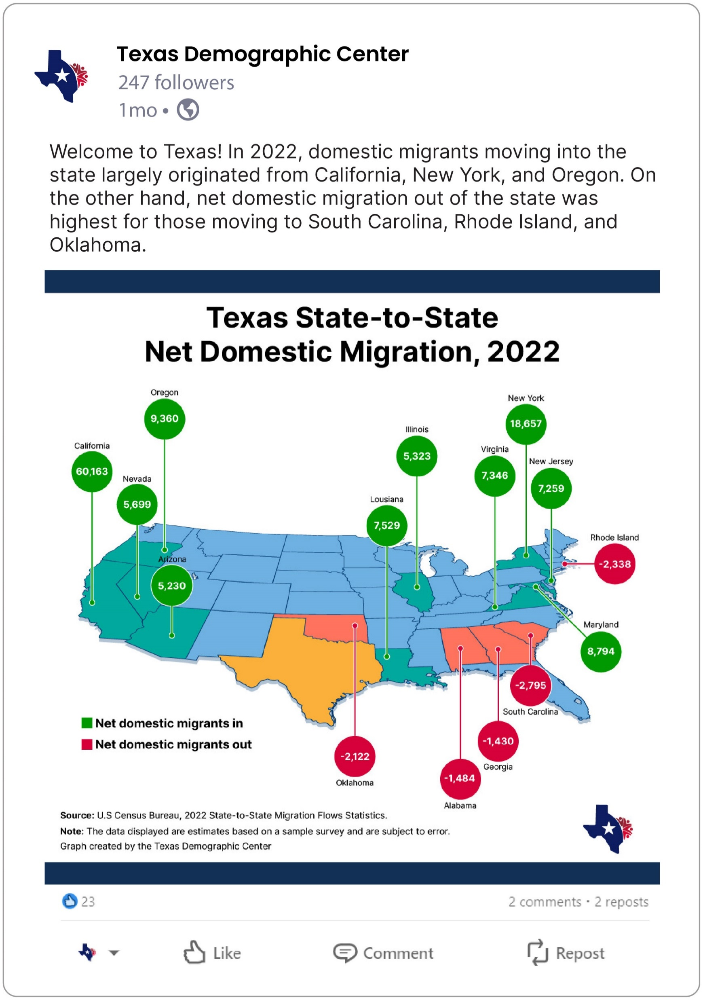 Texas Demographic Center
247 followers
1mo •
Welcome to Texas! In 2022, domestic migrants moving into the
state largely originated from California, New York, and Oregon. On
the other hand, net domestic migration out of the state was
highest for those moving to South Carolina, Rhode Island, and
Oklahoma.
Texas State-to-State
Net Domestic Migration, 2022
Oregon
9,360
New York
18,657
Illinois
5,323
California
60,163
Virginia
7,346
New Jersey
7,259
Nevada
5,699
Lousiana
7,529
Rhode Island
-2,338
Arizona
5,230
Maryland
8,794
-2,795
South Carolina
Net domestic migrants in
Net domestic migrants out
-1,430
Georgia
-2,122
Oklahoma
-1,484
Alabama
Source: U.S Census Bureau, 2022 State-to-State Migration Flows Statistics.
Note: The data displayed are estimates based on a sample survey and are subject to error.
Graph created by the Texas Demographic Center
23
2 comments · 2 reposts
Like
Comment
Repost